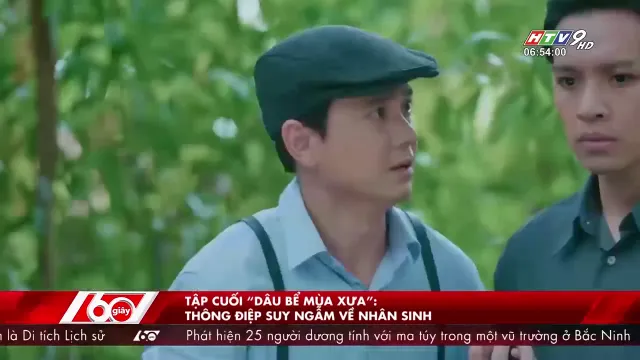 HTV9 HD
06:54:00
60 giây
TẬP CUỐI “DÂU BỂ MÙA XƯA”:
THÔNG ĐIỆP SUY NGẪM VỀ NHÂN SINH
n là Di tích Lịch sử 60 Phát hiện 25 người dương tính với ma túy trong một vũ trường ở Bắc Ninh